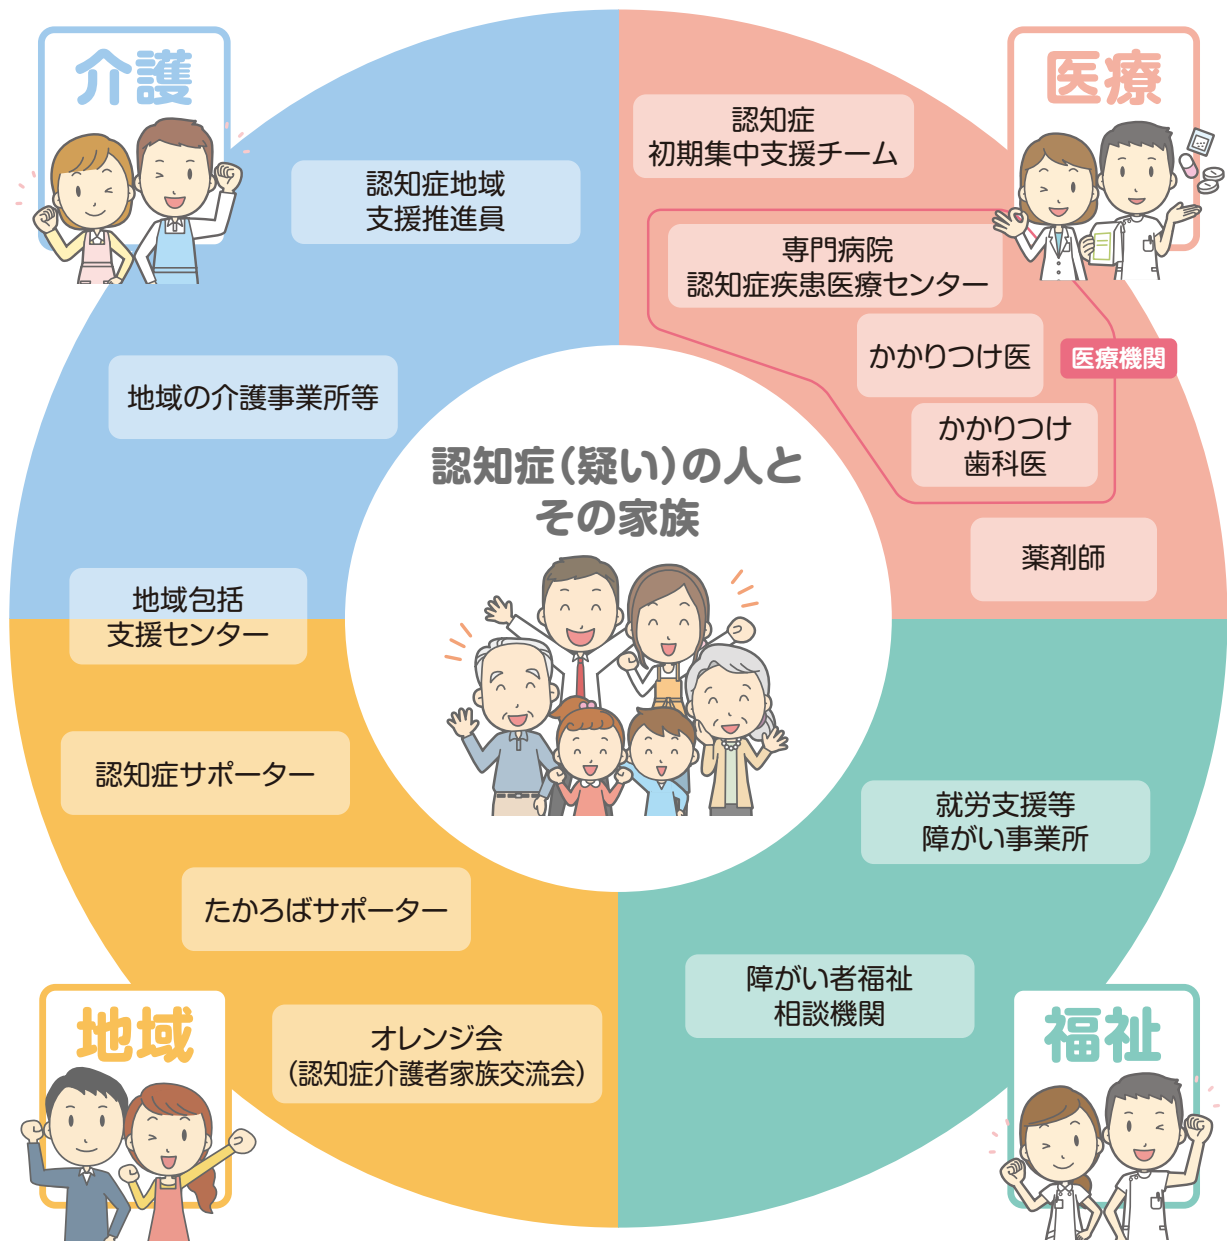 介護
認知症地域
支援推進員
地域の介護事業所等
医療
認知症
初期集中支援チーム
専門病院
認知症疾患医療センター
かかりつけ医
医療機関
かかりつけ
歯科医
薬剤師
認知症(疑い)の人と
その家族
地域包括
支援センター
認知症サポーター
たかろばサポーター
オレンジ会
(認知症介護者家族交流会)
地域
就労支援等
障がい事業所
障がい者福祉
相談機関
福祉